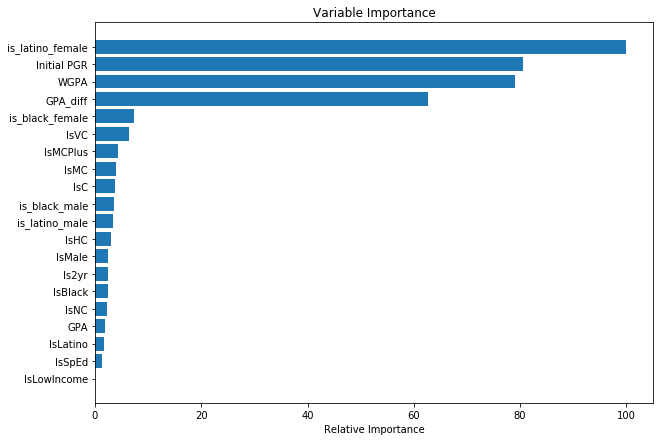 Variable Importance
is_latino_female
Initial PGR
WGPA
GPA_diff
is_black_female
IsVC
IsMCPlus
IsMC
IsC
is_black_male
is_latino_male
IsHC
IsMale
Is2yr
IsBlack
IsNC
GPA
IsLatino
IsSpEd
IsLowIncome
0 20 40 60 80 100
Relative Importance